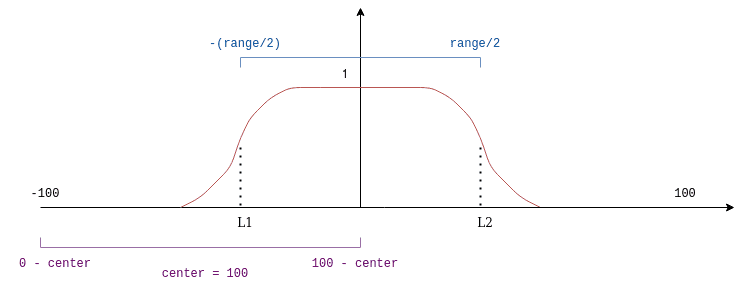 -(range/2)
range/2
1
-100
100
L1
L2
0 - center
100 - center
center = 100